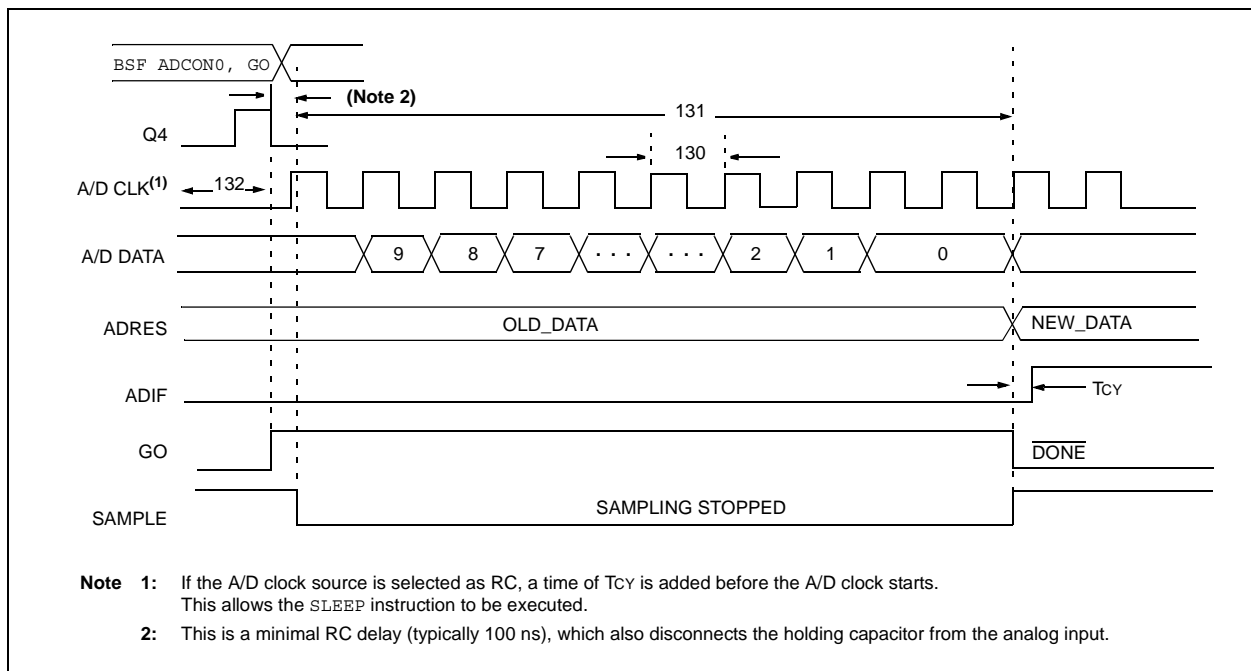 BSF ADCON0, GO
(Note 2)
131
Q4
130
A/D CLK(1)
132
A/D DATA
9 8 7 · · · · · · 2 1 0
ADRES
OLD_DATA
NEW_DATA
ADIF
TCY
GO
DONE
SAMPLE
SAMPLING STOPPED
Note 1: If the A/D clock source is selected as RC, a time of TCY is added before the A/D clock starts.
This allows the SLEEP instruction to be executed.
2: This is a minimal RC delay (typically 100 ns), which also disconnects the holding capacitor from the analog input.